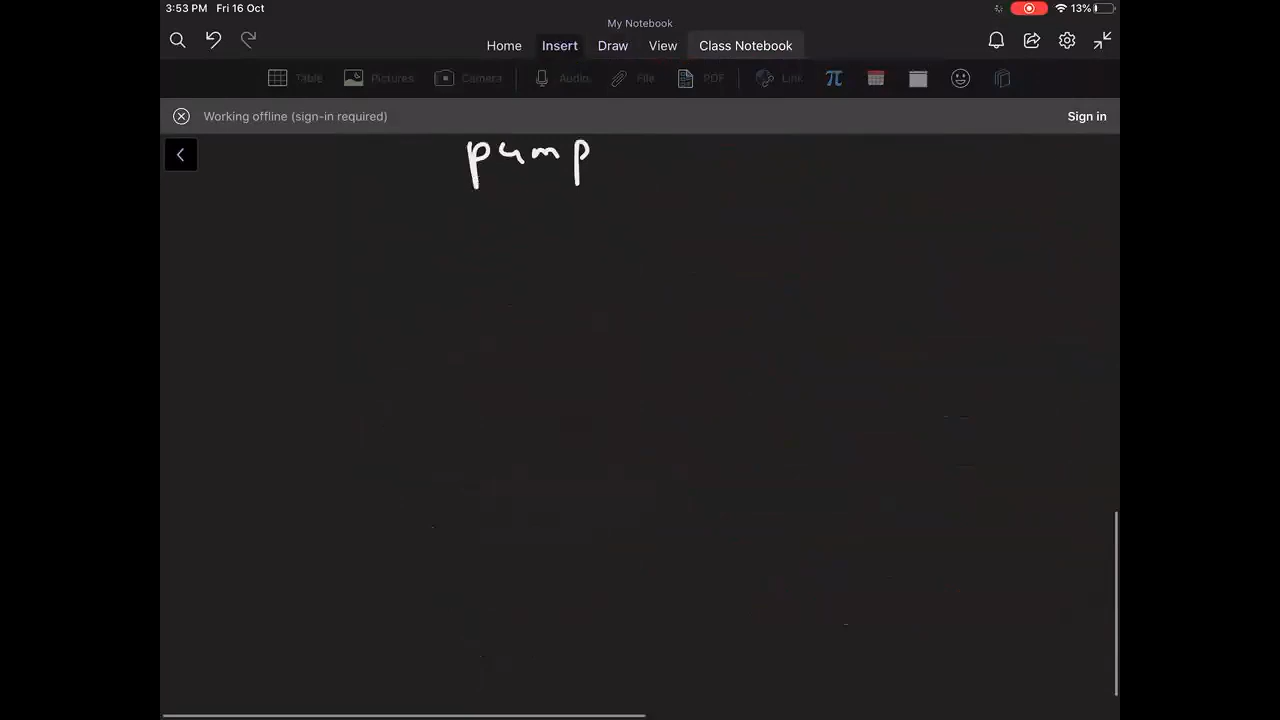 3:53 PM Fri 16 Oct 13%
My Notebook
Home Insert Draw View Class Notebook
Table Pictures Camera Audio File PDF Link π
Working offline (sign-in required) Sign in
pump